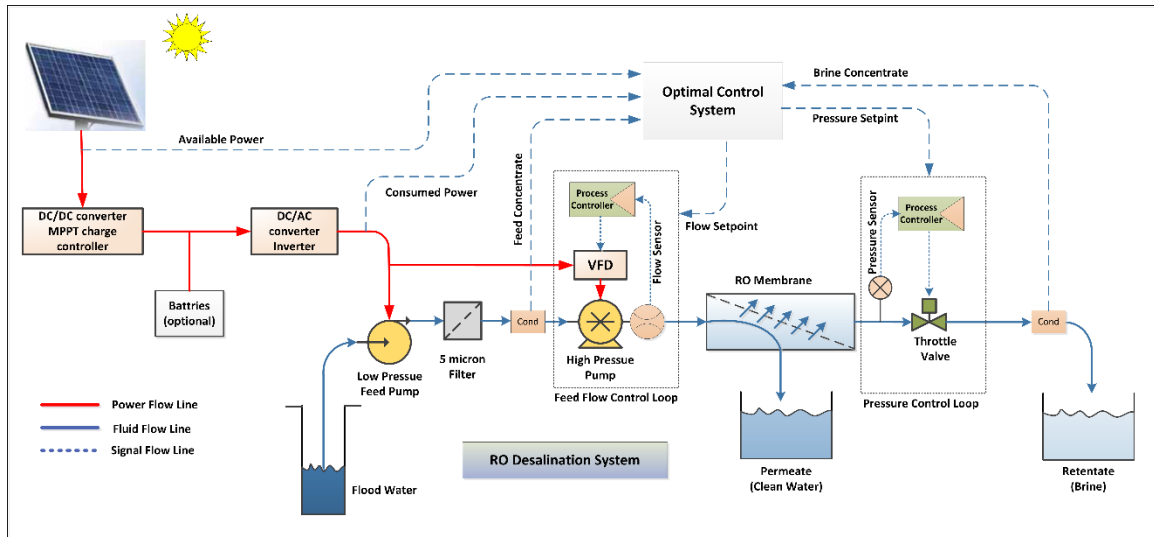 Available Power
Consumed Power
Feed Concentrate
Optimal Control
System
Brine Concentrate
Pressure Setpint
Flow Setpoint
DC/DC converter
MPPT charge
controller
DC/AC
converter
Inverter
Battries
(optional)
Process
Controller
VFD
Flow Sensor
Cond
High Pressue
Pump
Feed Flow Control Loop
Low Pressue
Feed Pump
5 micron
Filter
RO Membrane
Pressure Sensor
Process
Controller
Throttle
Valve
Pressure Control Loop
Cond
Power Flow Line
Fluid Flow Line
Signal Flow Line
Flood Water
RO Desalination System
Permeate
(Clean Water)
Retentate
(Brine)